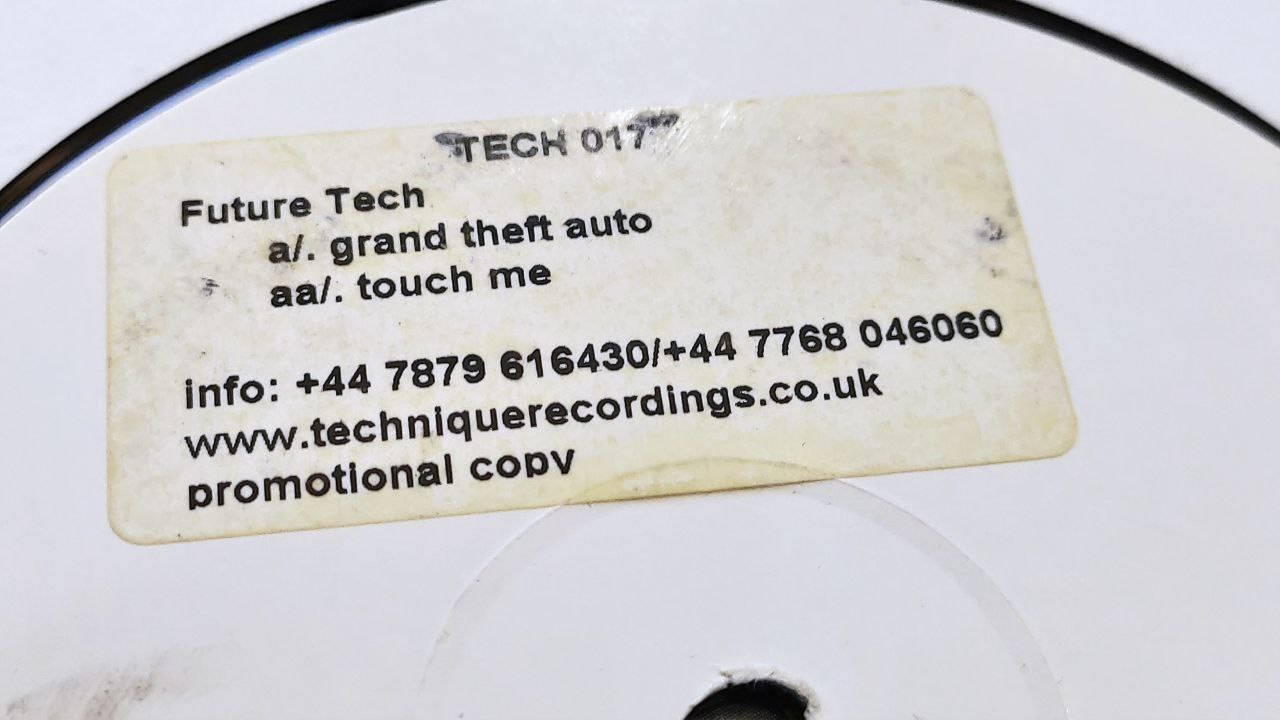 TECH 017
Future Tech
a/. grand theft auto
aa/. touch me
info: +44 7879 616430/+44 7768 046060
www.techniquerecordings.co.uk
promotional copy